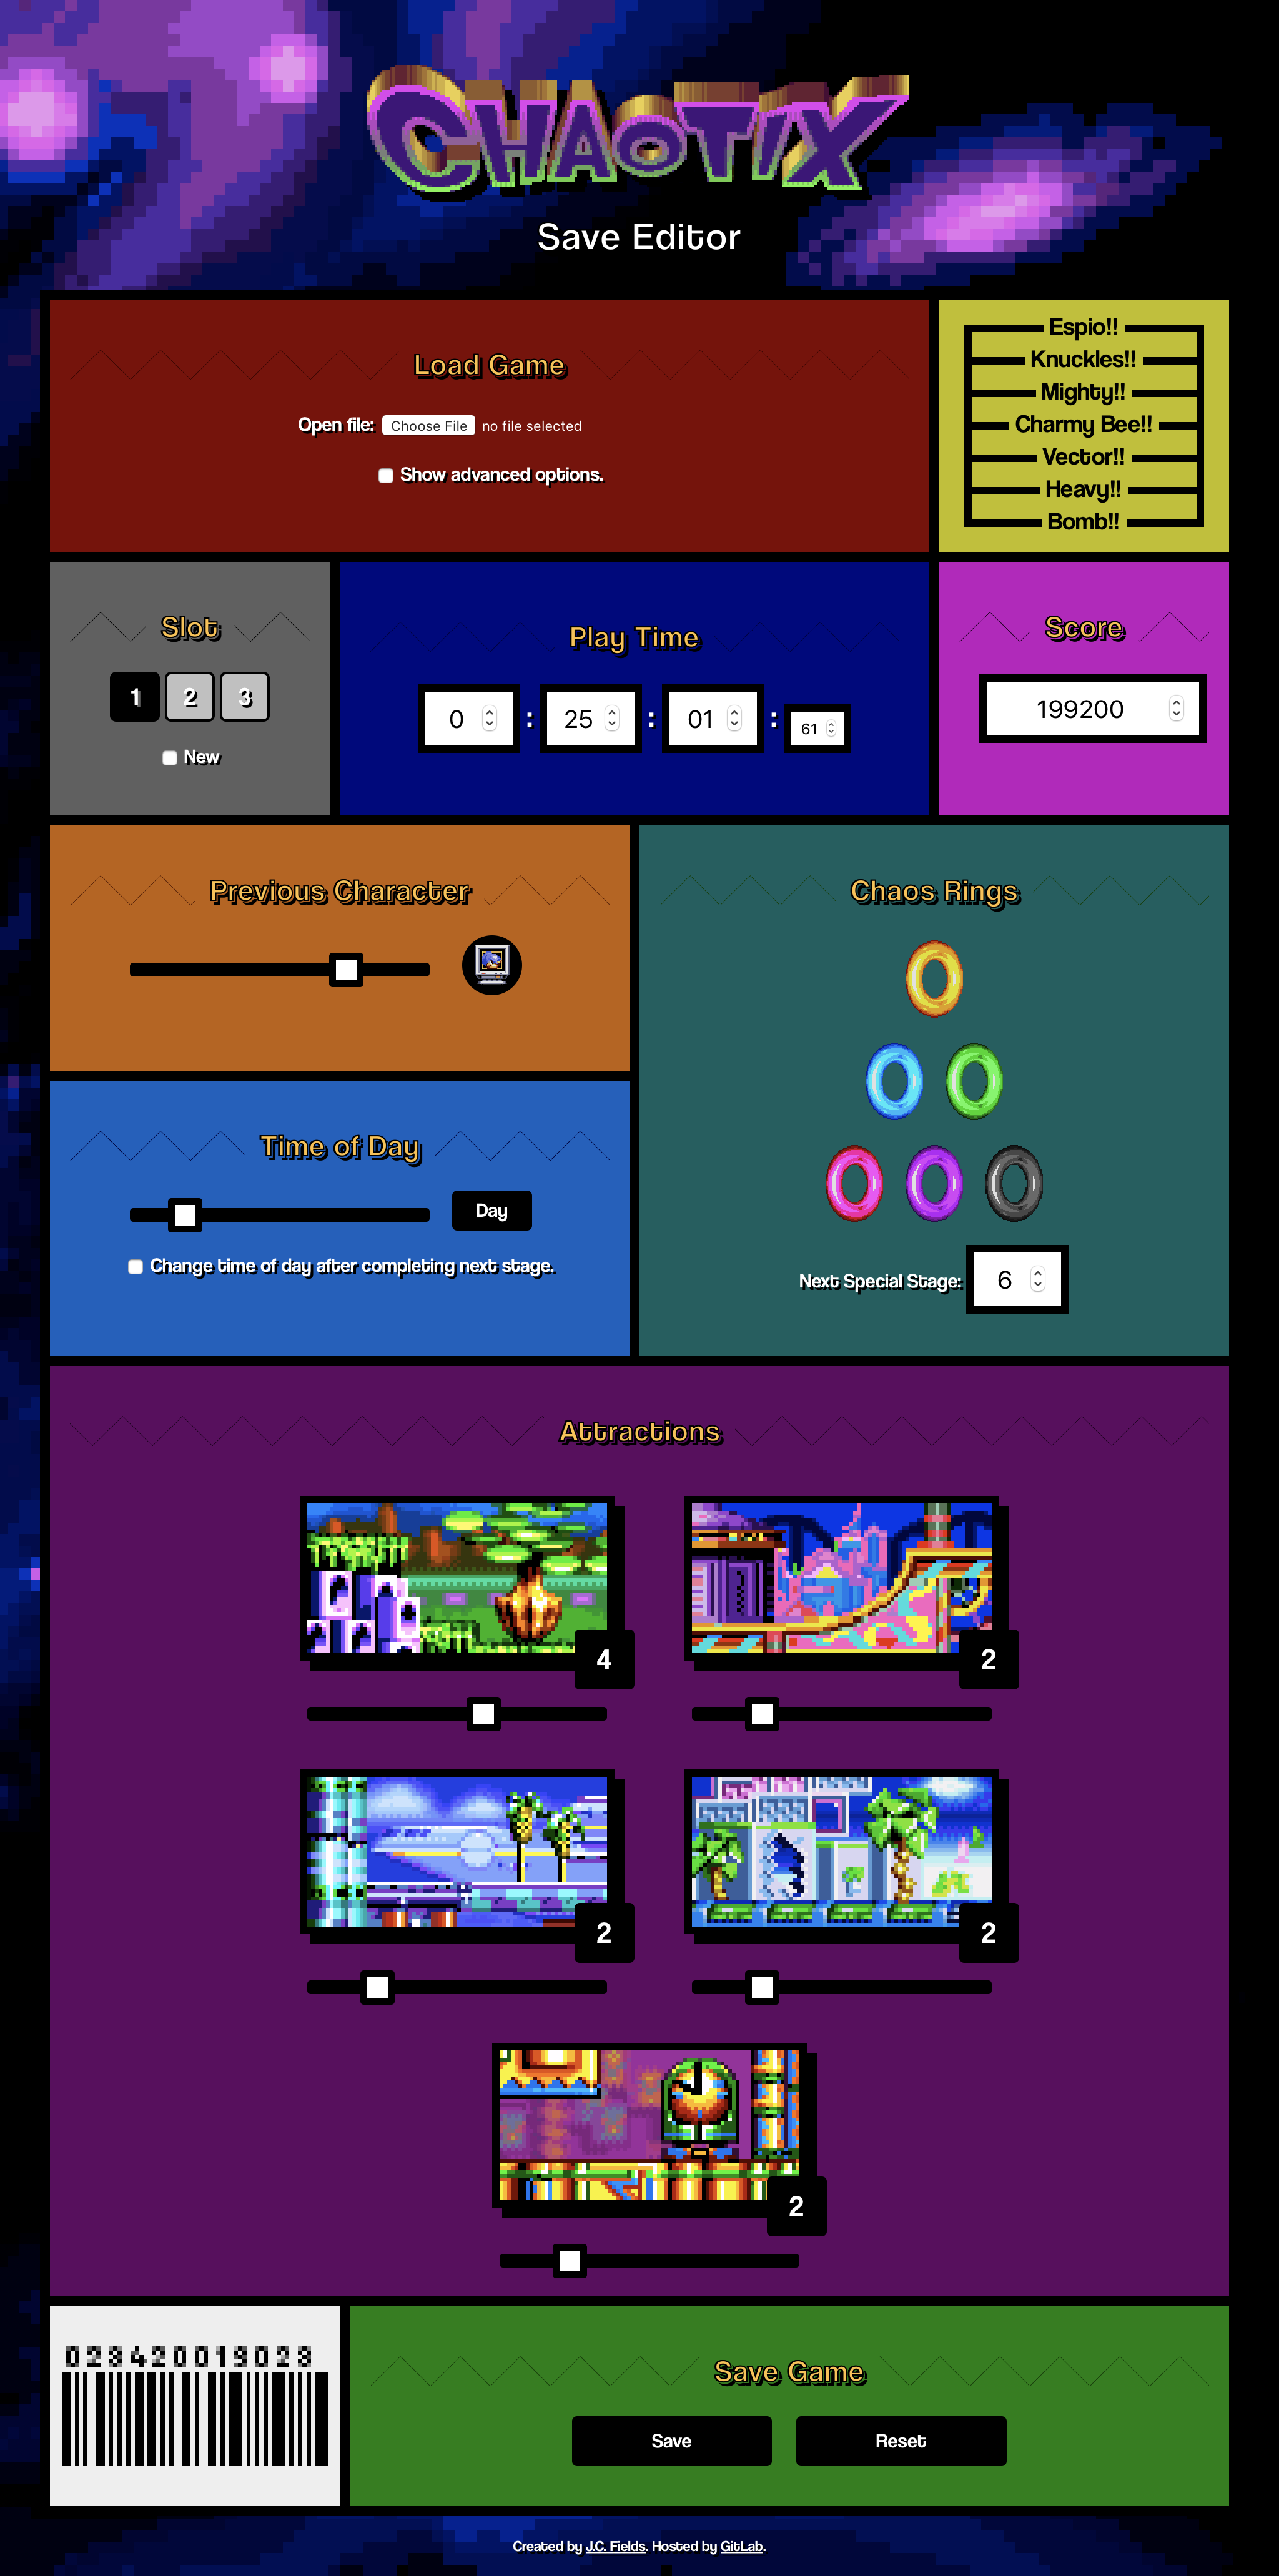 CHAOTIX
Save Editor
Load Game
Open file: Choose File no file selected
Show advanced options.
Espio!!
Knuckles!!
Mighty!!
Charmy Bee!!
Vector!!
Heavy!!
Bomb!!
Slot
1 2 3
New
Play Time
0 : 25 : 01 : 61
Score
199200
Previous Character
Time of Day
Day
Change time of day after completing next stage.
Chaos Rings
Next Special Stage: 6
Attractions
4
2
2
2
2
023420019023
Save Game
Save Reset
Created by J.C. Fields. Hosted by GitLab.